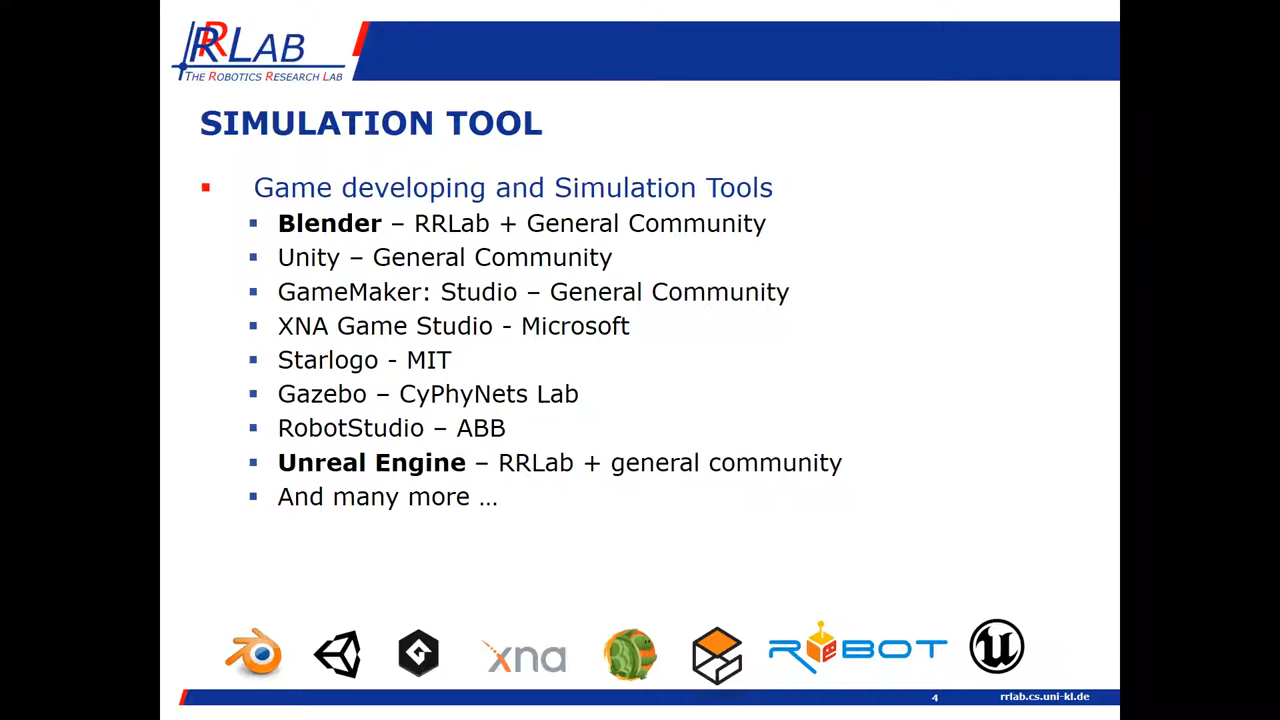 RRLAB
THE ROBOTICS RESEARCH LAB
SIMULATION TOOL
Game developing and Simulation Tools
Blender – RRLab + General Community
Unity – General Community
GameMaker: Studio – General Community
XNA Game Studio - Microsoft
Starlogo - MIT
Gazebo – CyPhyNets Lab
RobotStudio – ABB
Unreal Engine – RRLab + general community
And many more …
xna
ROBOT
4
rrlab.cs.uni-kl.de